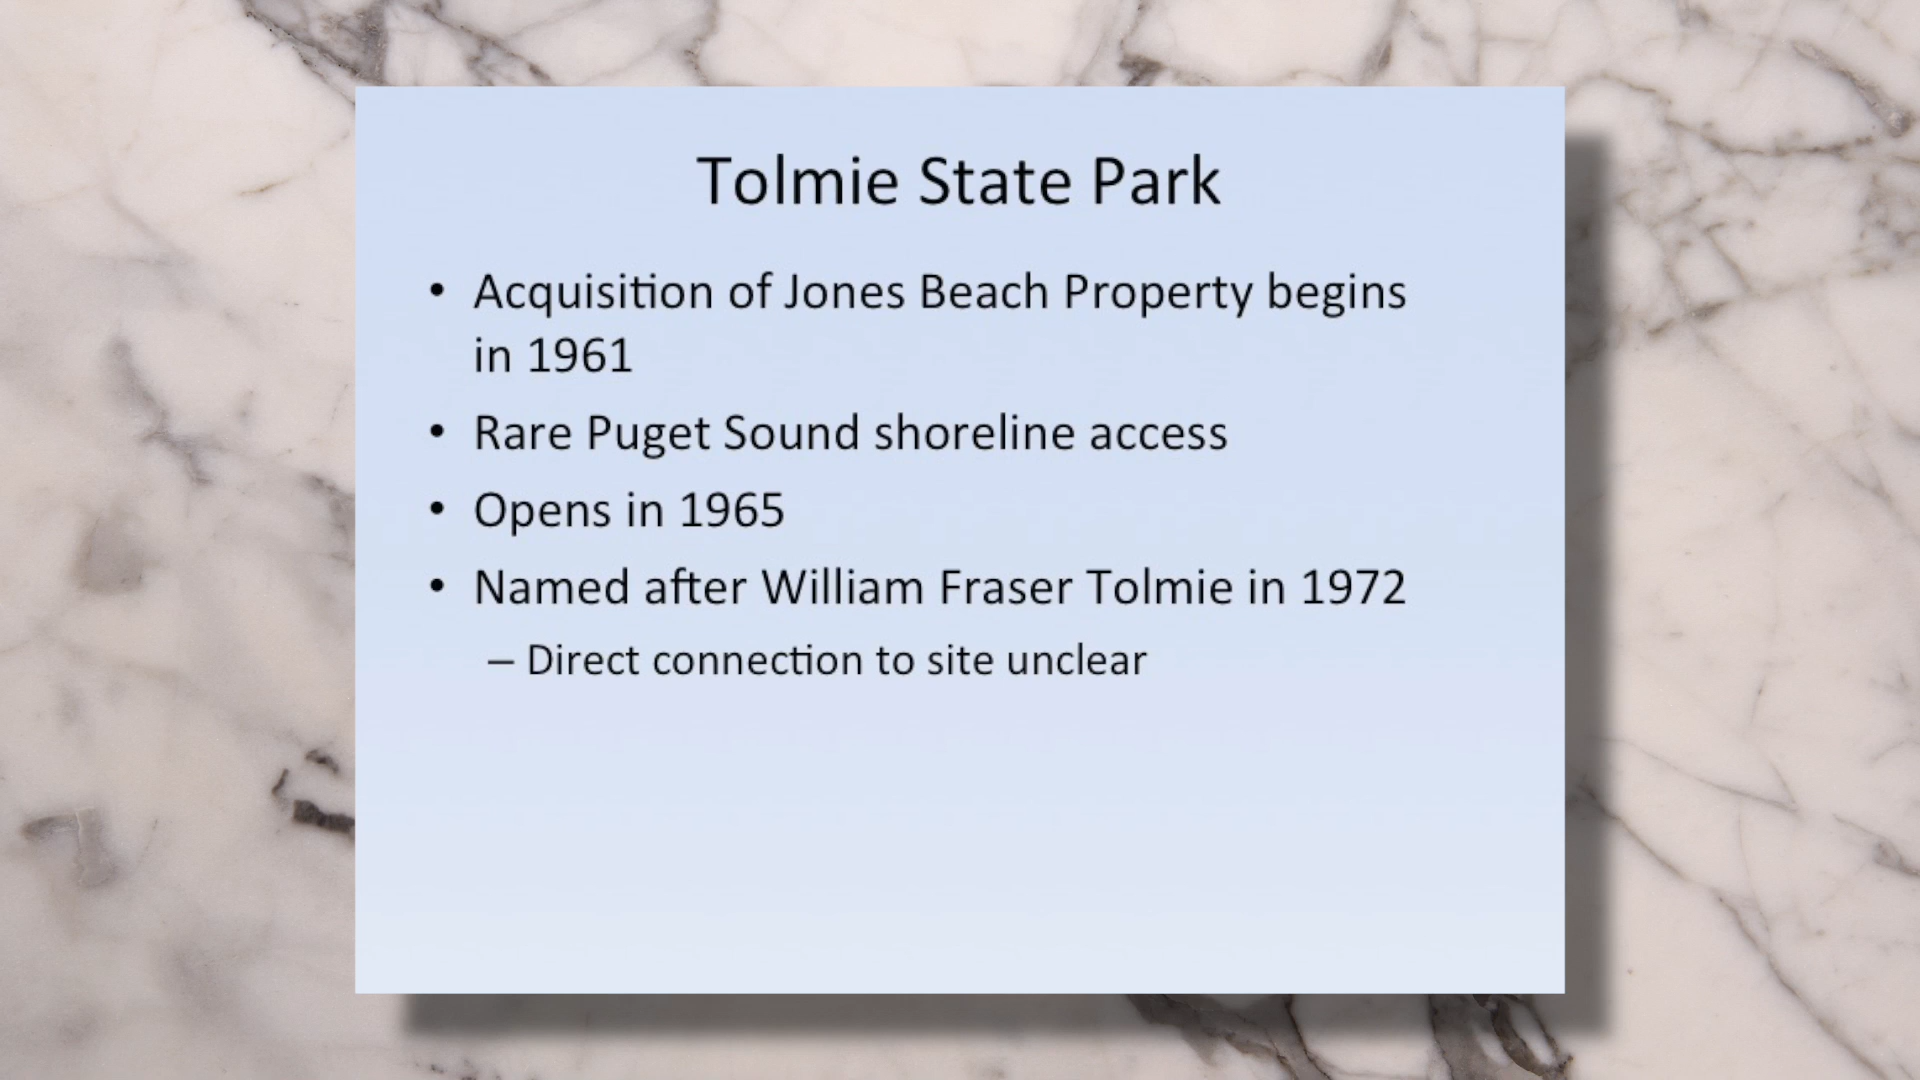 Tolmie State Park
• Acquisition of Jones Beach Property begins
in 1961
• Rare Puget Sound shoreline access
• Opens in 1965
• Named after William Fraser Tolmie in 1972
– Direct connection to site unclear